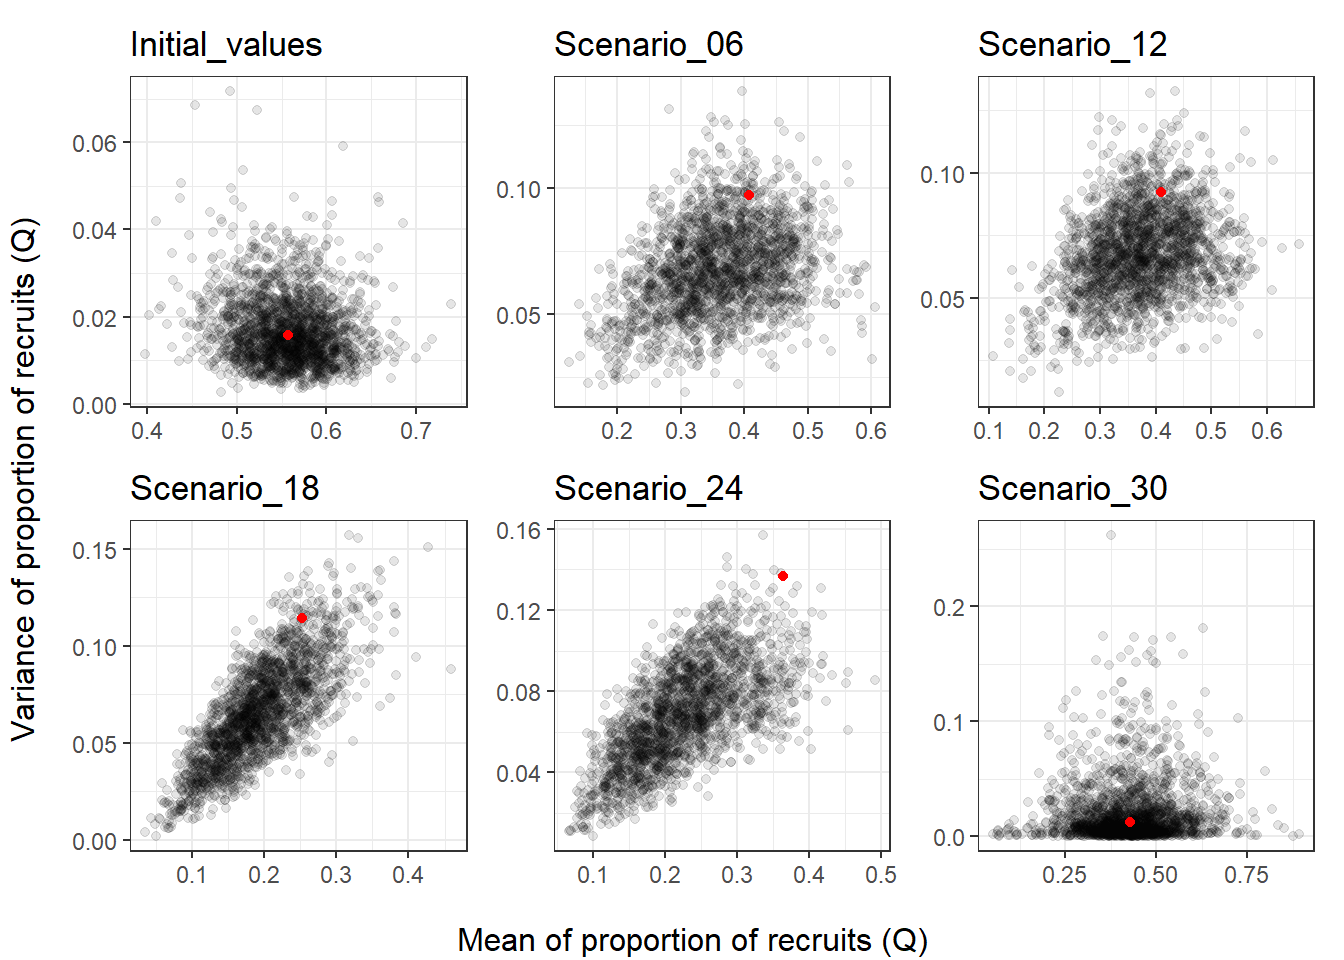 Initial_values
Scenario_06
Scenario_12
0.06
0.04
0.02
0.00
0.10
0.05
0.10
0.05
0.4 0.5 0.6 0.7
0.2 0.3 0.4 0.5 0.6
0.1 0.2 0.3 0.4 0.5 0.6
Variance of proportion of recruits (Q)
Scenario_18
Scenario_24
Scenario_30
0.15
0.10
0.05
0.00
0.16
0.12
0.08
0.04
0.2
0.1
0.0
0.1 0.2 0.3 0.4
0.1 0.2 0.3 0.4 0.5
0.25 0.50 0.75
Mean of proportion of recruits (Q)